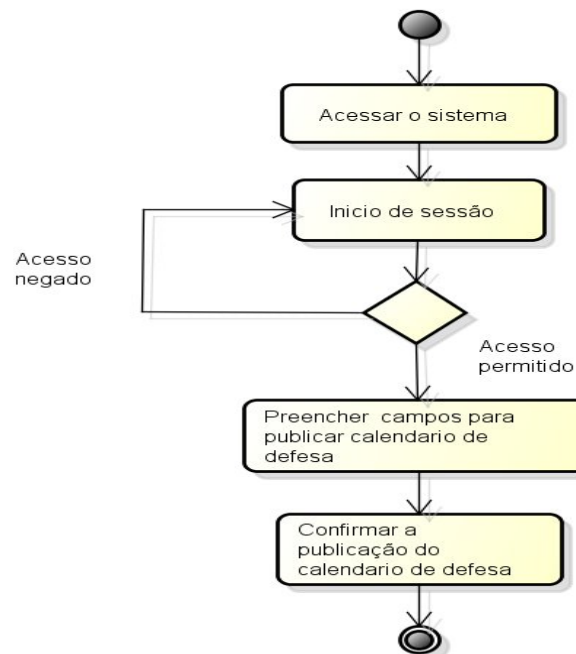 Acessar o sistema
Inicio de sessão
Acesso
negado
Acesso
permitido
Preencher campos para
publicar calendario de
defesa
Confirmar a
publicação do
calendario de defesa